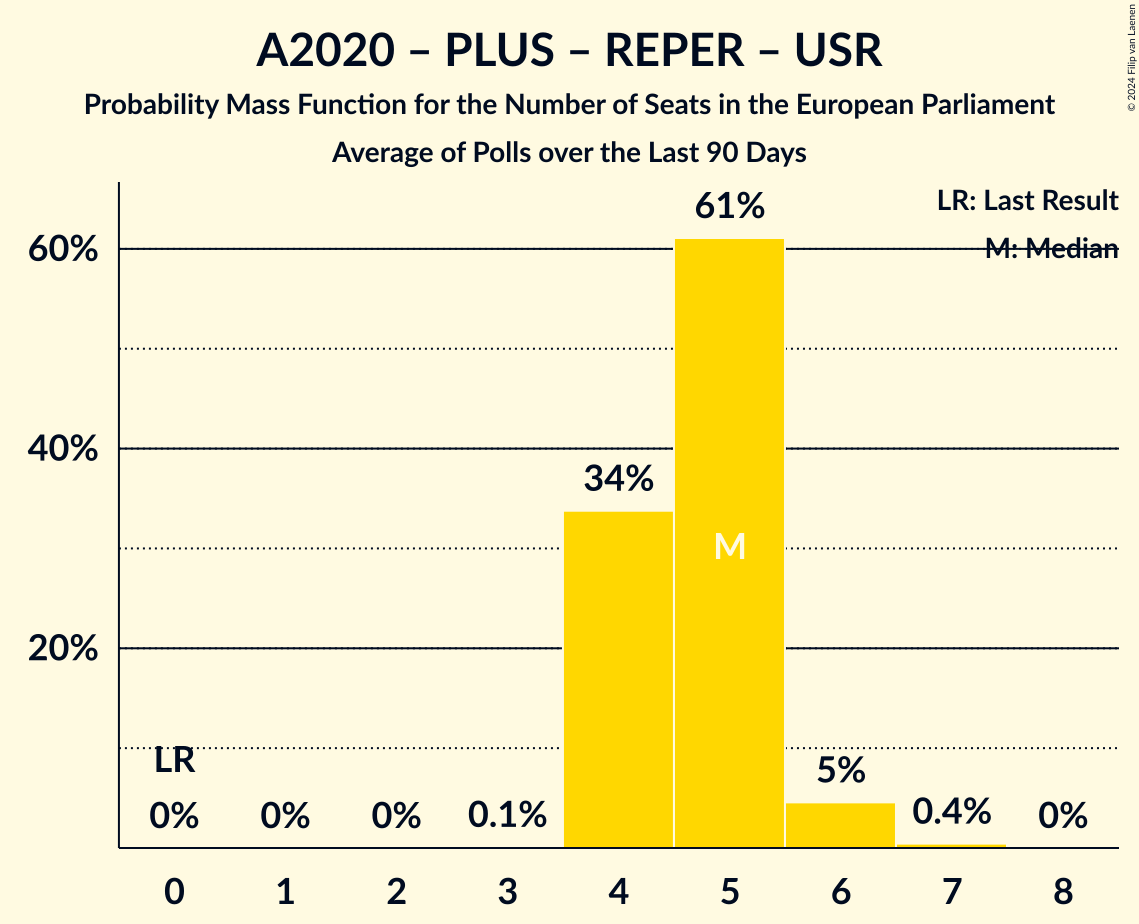 A2020 – PLUS – REPER – USR
Probability Mass Function for the Number of Seats in the European Parliament
Average of Polls over the Last 90 Days
© 2024 Filip van Laenen
LR: Last Result
M: Median
60%
40%
20%
61%
34%
M
LR
0%
0%
0%
0.1%
5%
0.4%
0%
0 1 2 3 4 5 6 7 8